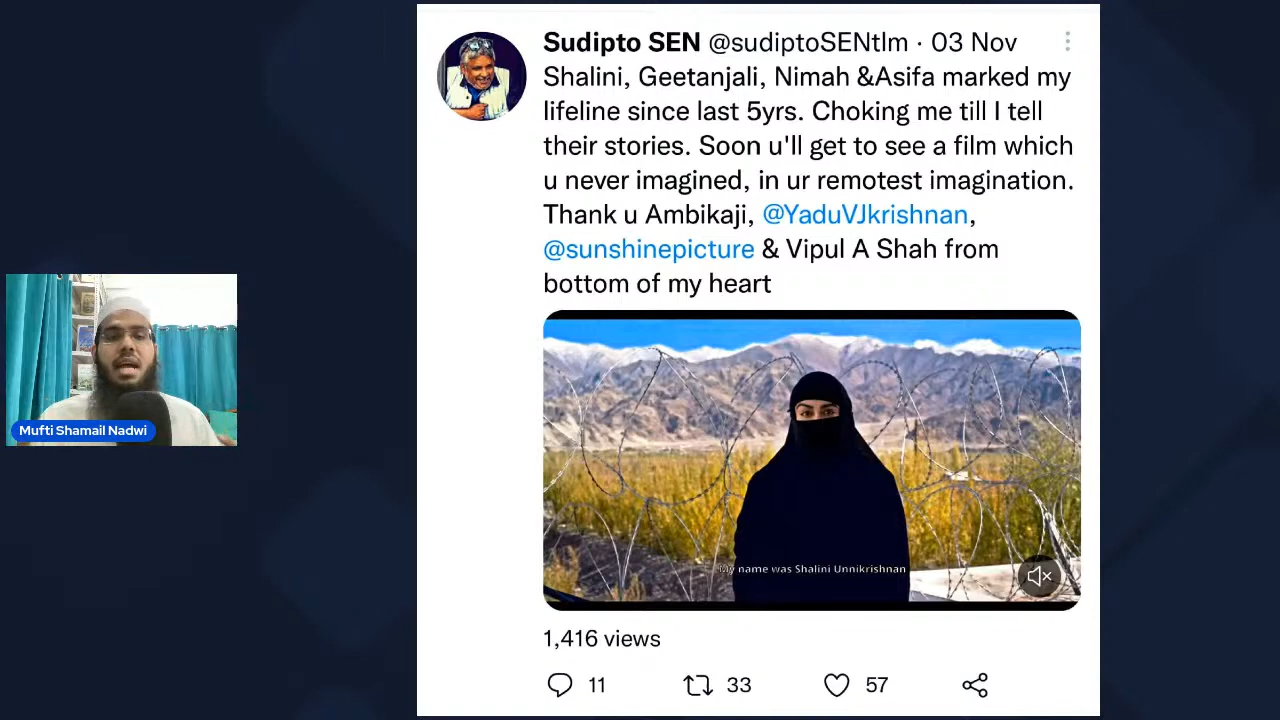 Sudipto SEN @sudiptoSENtlm · 03 Nov
Shalini, Geetanjali, Nimah &Asifa marked my
lifeline since last 5yrs. Choking me till I tell
their stories. Soon u'll get to see a film which
u never imagined, in ur remotest imagination.
Thank u Ambikaji, @YaduVJkrishnan,
@sunshinepicture & Vipul A Shah from
bottom of my heart
Mufti Shamail Nadwi
My name was Shalini Unnikrishnan
1,416 views
11 33 57